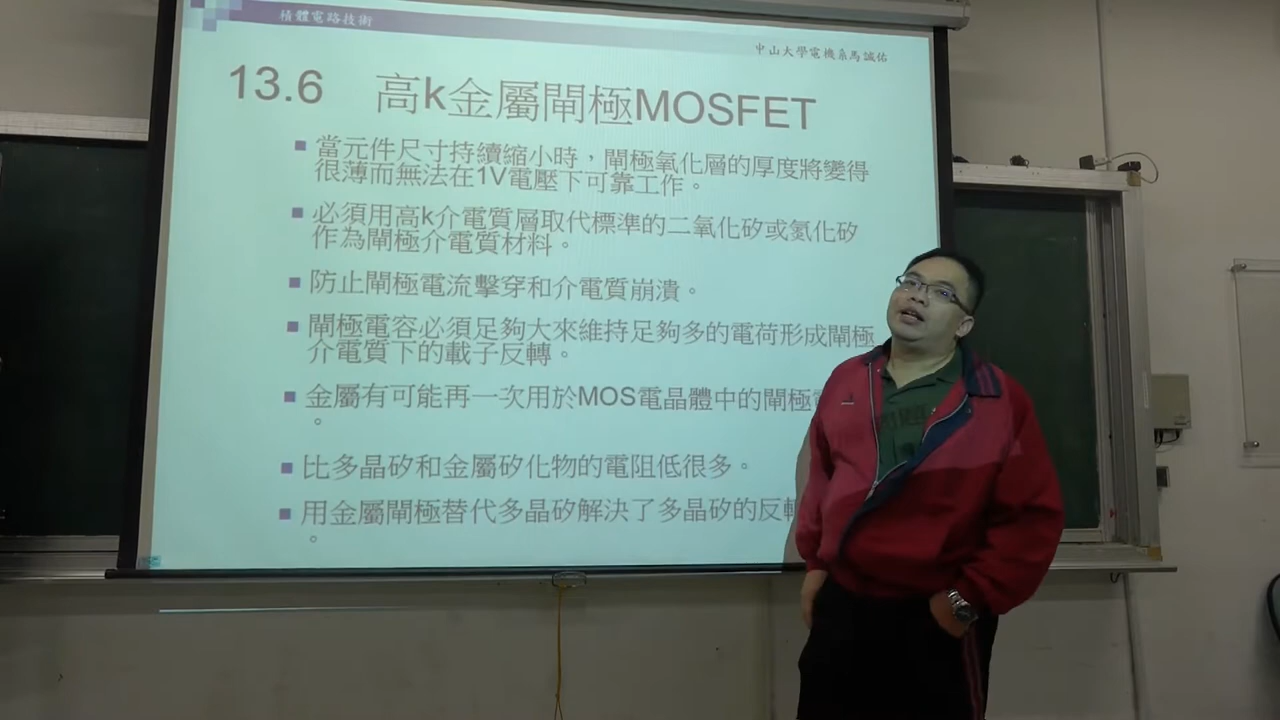 積體電路技術
中山大學電機系馬誠佑
13.6 高k金屬閘極MOSFET
當元件尺寸持續縮小時，閘極氧化層的厚度將變得
很薄而無法在1V電壓下可靠工作。
必須用高k介電質層取代標準的二氧化矽或氮化矽
作為閘極介電質材料。
防止閘極電流擊穿和介電質崩潰。
閘極電容必須足夠大來維持足夠多的電荷形成閘極
介電質下的載子反轉。
金屬有可能再一次用於MOS電晶體中的閘極
。
比多晶矽和金屬矽化物的電阻低很多。
用金屬閘極替代多晶矽解決了多晶矽的反
。